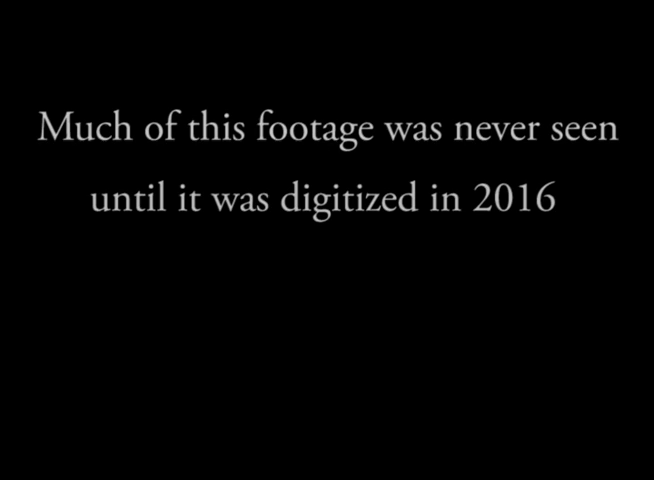 Much of this footage was never seen
until it was digitized in 2016